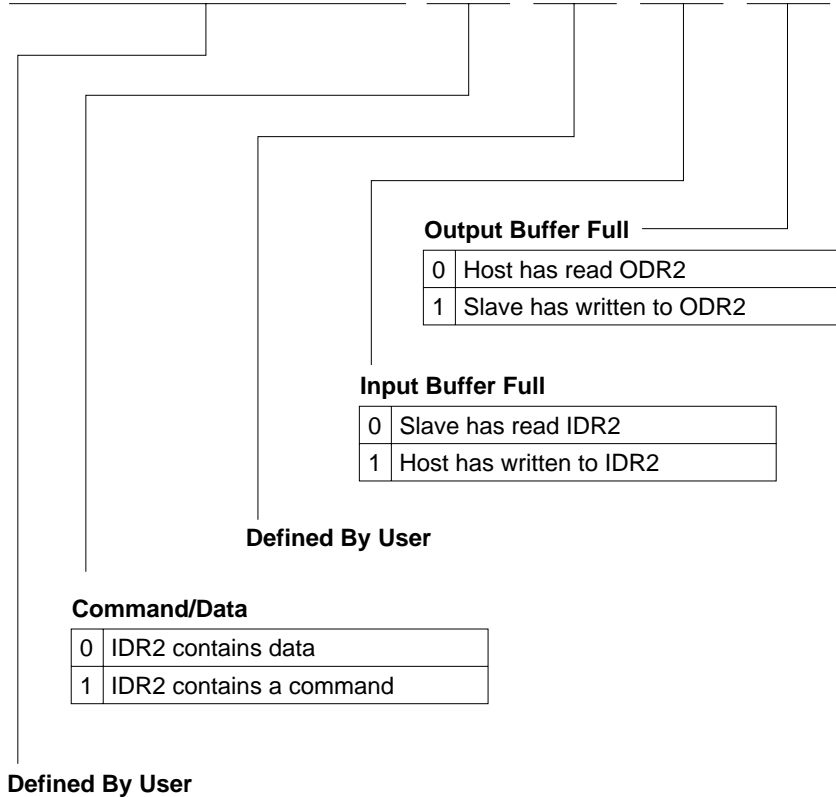 Output Buffer Full
0 Host has read ODR2
1 Slave has written to ODR2
Input Buffer Full
0 Slave has read IDR2
1 Host has written to IDR2
Defined By User
Command/Data
0 IDR2 contains data
1 IDR2 contains a command
Defined By User